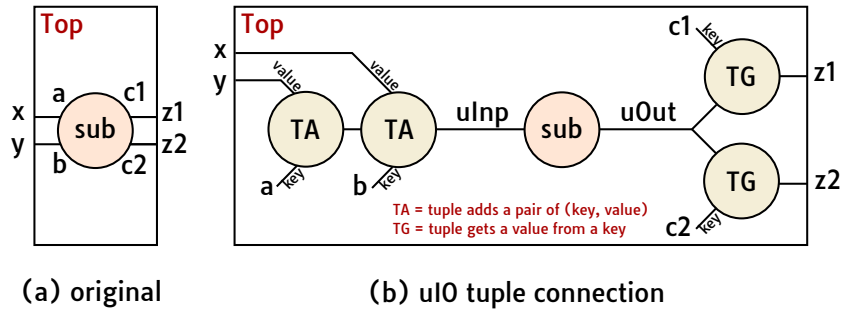 Top
x
y
a
b
sub
c1
c2
z1
z2
(a) original
Top
x
y
value
value
TA
TA
a
key
b
key
uInp
sub
uOut
c1
key
TG
z1
TG
z2
c2
key
TA = tuple adds a pair of (key, value)
TG = tuple gets a value from a key
(b) uIO tuple connection